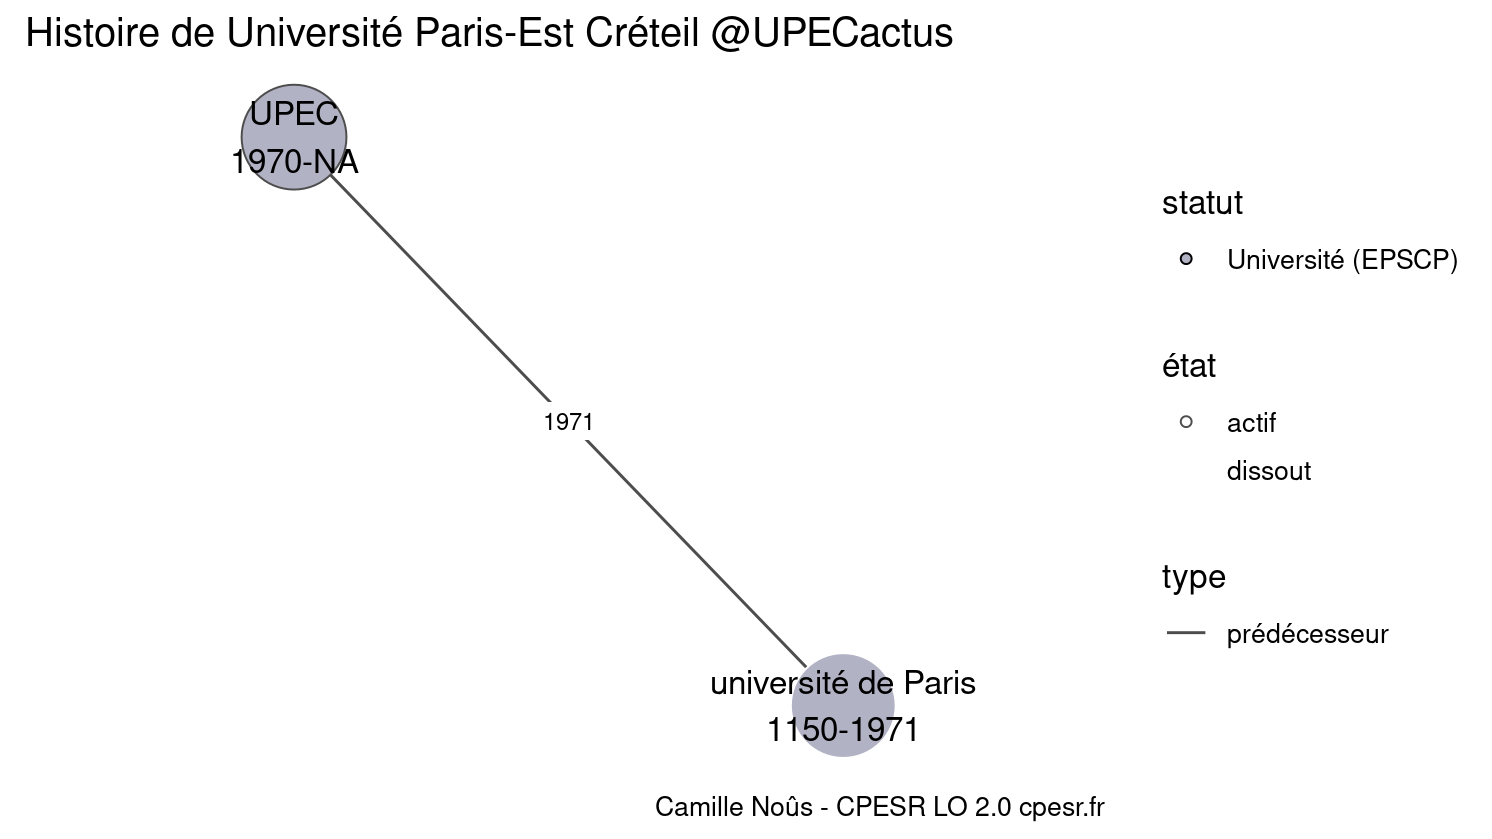 Histoire de Université Paris-Est Créteil @UPECactus
UPEC
1970-NA
1971
université de Paris
1150-1971
statut
Université (EPSCP)
état
actif
dissout
type
prédécesseur
Camille Noûs - CPESR LO 2.0 cpesr.fr